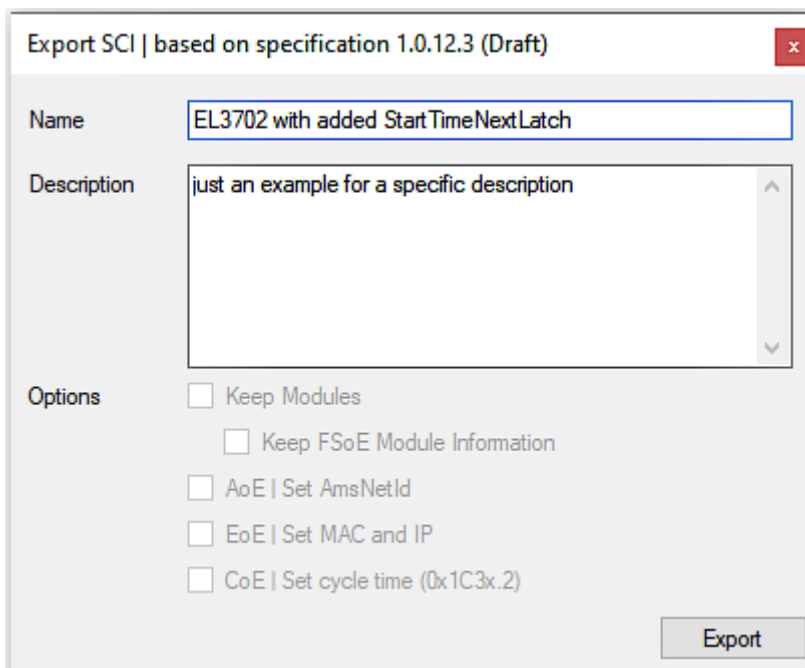 Export SCI | based on specification 1.0.12.3 (Draft)
x
Name
EL3702 with added StartTimeNextLatch
Description
just an example for a specific description
Options
Keep Modules
Keep FSoE Module Information
AoE | Set AmsNetId
EoE | Set MAC and IP
CoE | Set cycle time (0x1C3x.2)
Export